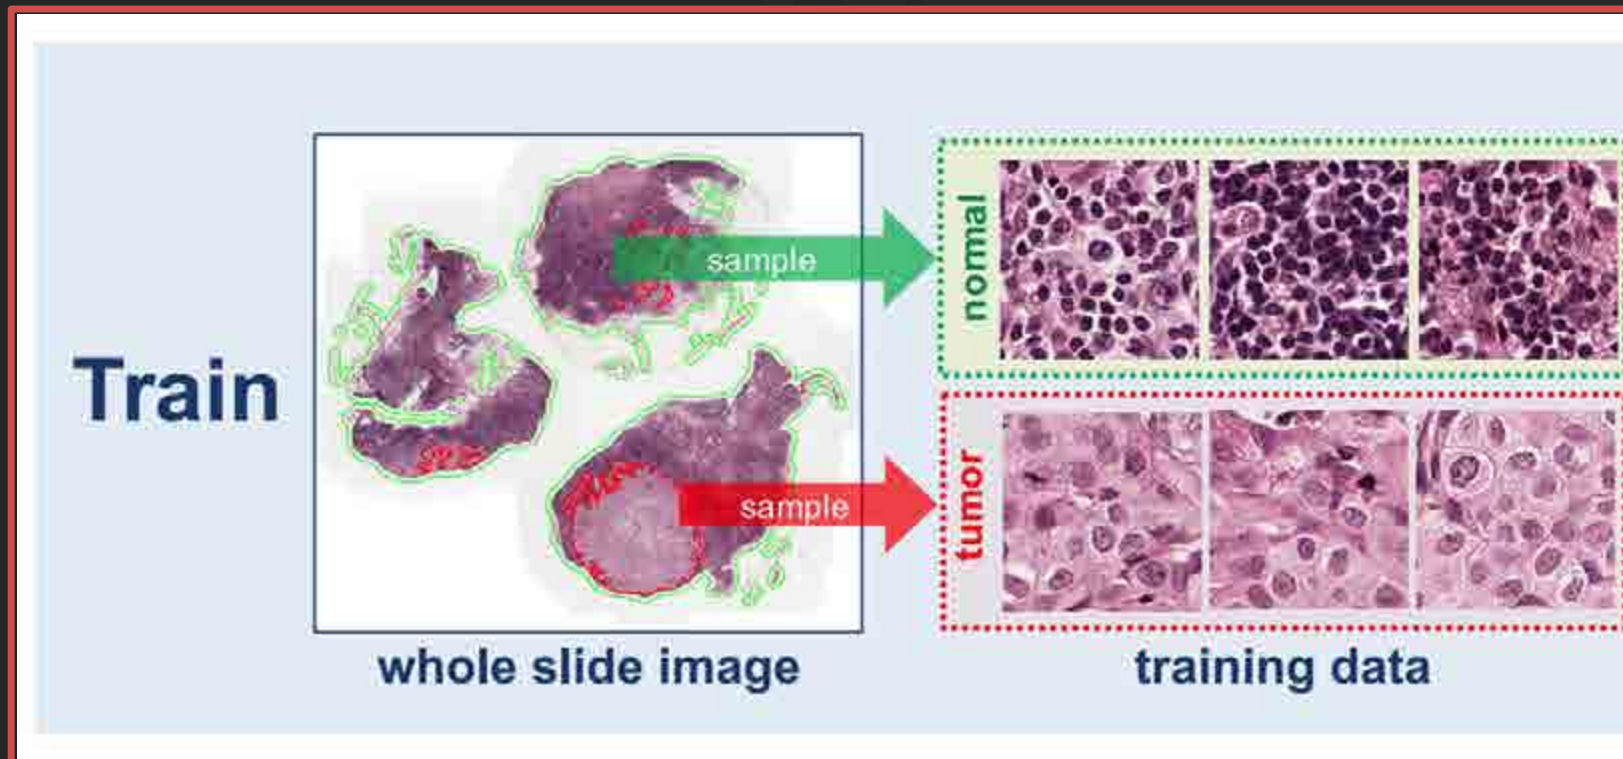 Train
sample
sample
whole slide image
normal
tumor
training data